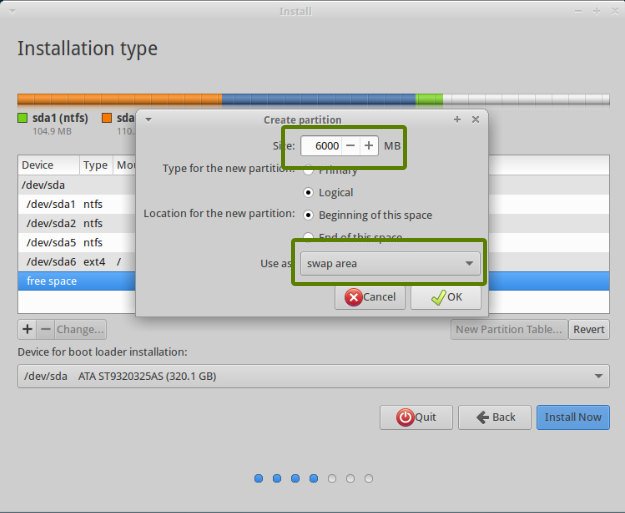 Install
Installation type
sda1 (ntfs) sda
104.9 MB 110.
Create partition
Size: 6000 − + MB
Type for the new partition: Primary
Logical
Location for the new partition: Beginning of this space
End of this space
Use as swap area
Cancel OK
Device Type Mou
/dev/sda
/dev/sda1 ntfs
/dev/sda2 ntfs
/dev/sda5 ntfs
/dev/sda6 ext4 /
free space
+ − Change... New Partition Table... Revert
Device for boot loader installation:
/dev/sda ATA ST9320325AS (320.1 GB)
Quit Back Install Now